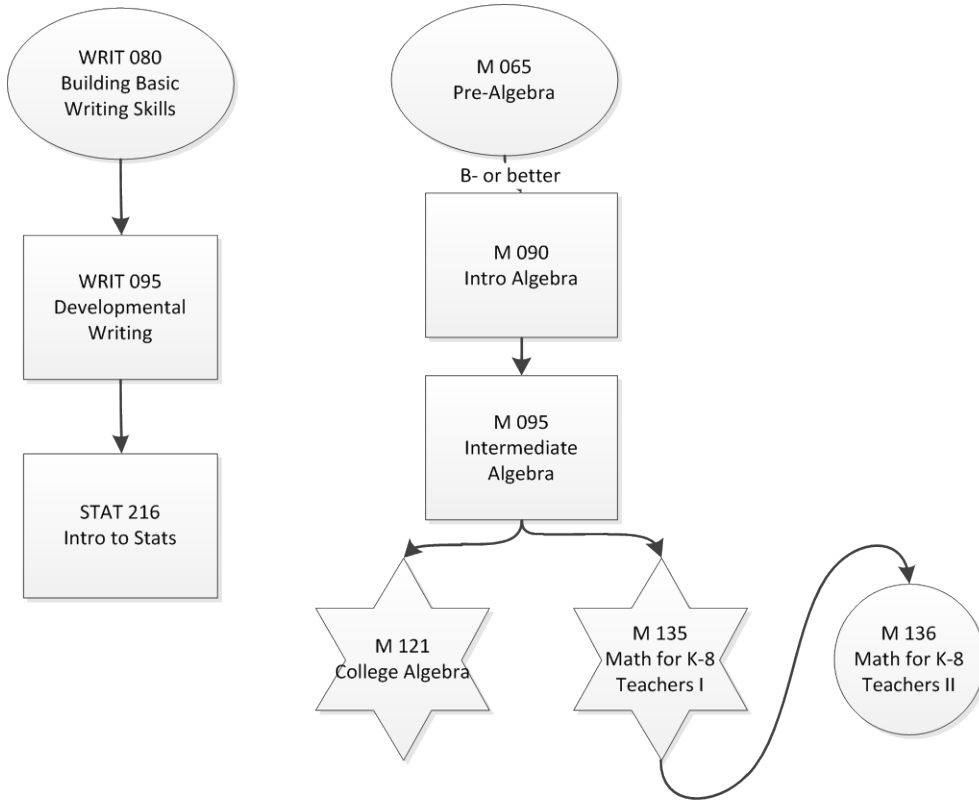 WRIT 080
Building Basic
Writing Skills
WRIT 095
Developmental
Writing
STAT 216
Intro to Stats
M 065
Pre-Algebra
B- or better
M 090
Intro Algebra
M 095
Intermediate
Algebra
M 121
College Algebra
M 135
Math for K-8
Teachers I
M 136
Math for K-8
Teachers II